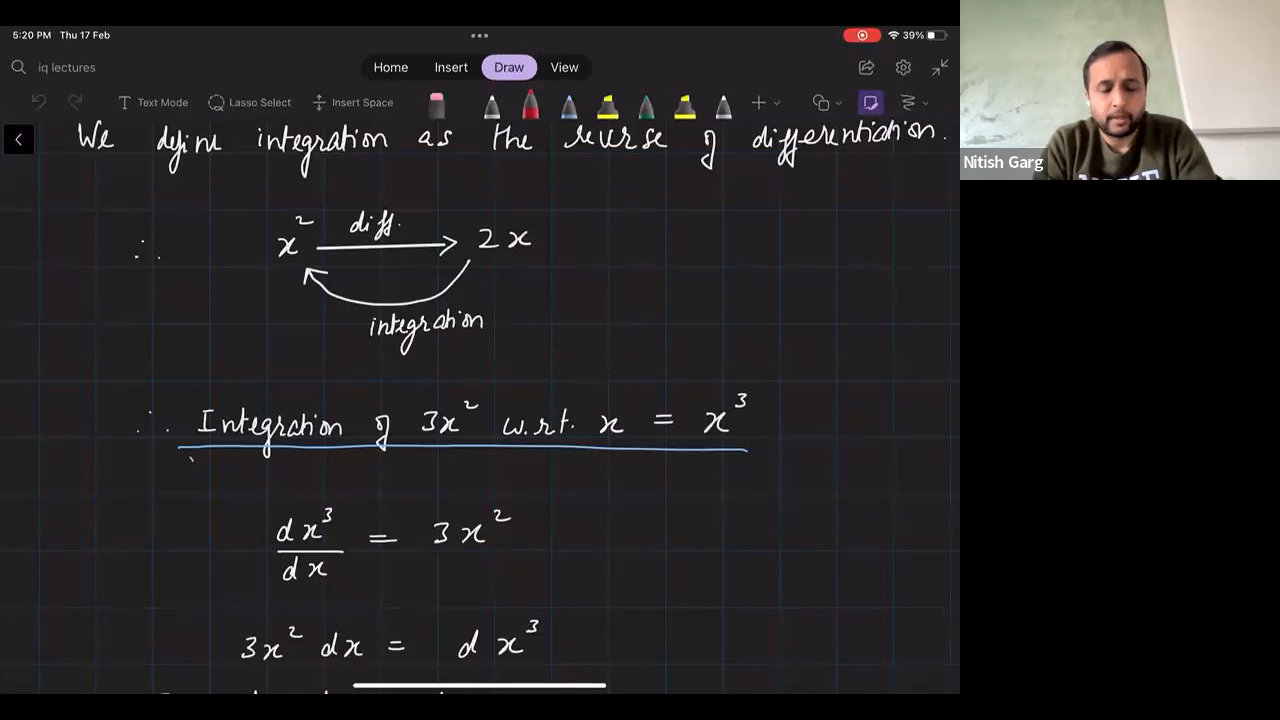 5:20 PM Thu 17 Feb
39%
iq lectures
Home Insert Draw View
Text Mode Lasso Select Insert Space
We define integration as the reverse of differentiation.
∴ x² diff. 2x
integration
∴ Integration of 3x² w.r.t. x = x³
dx³/dx = 3x²
3x² dx = d x³
Nitish Garg